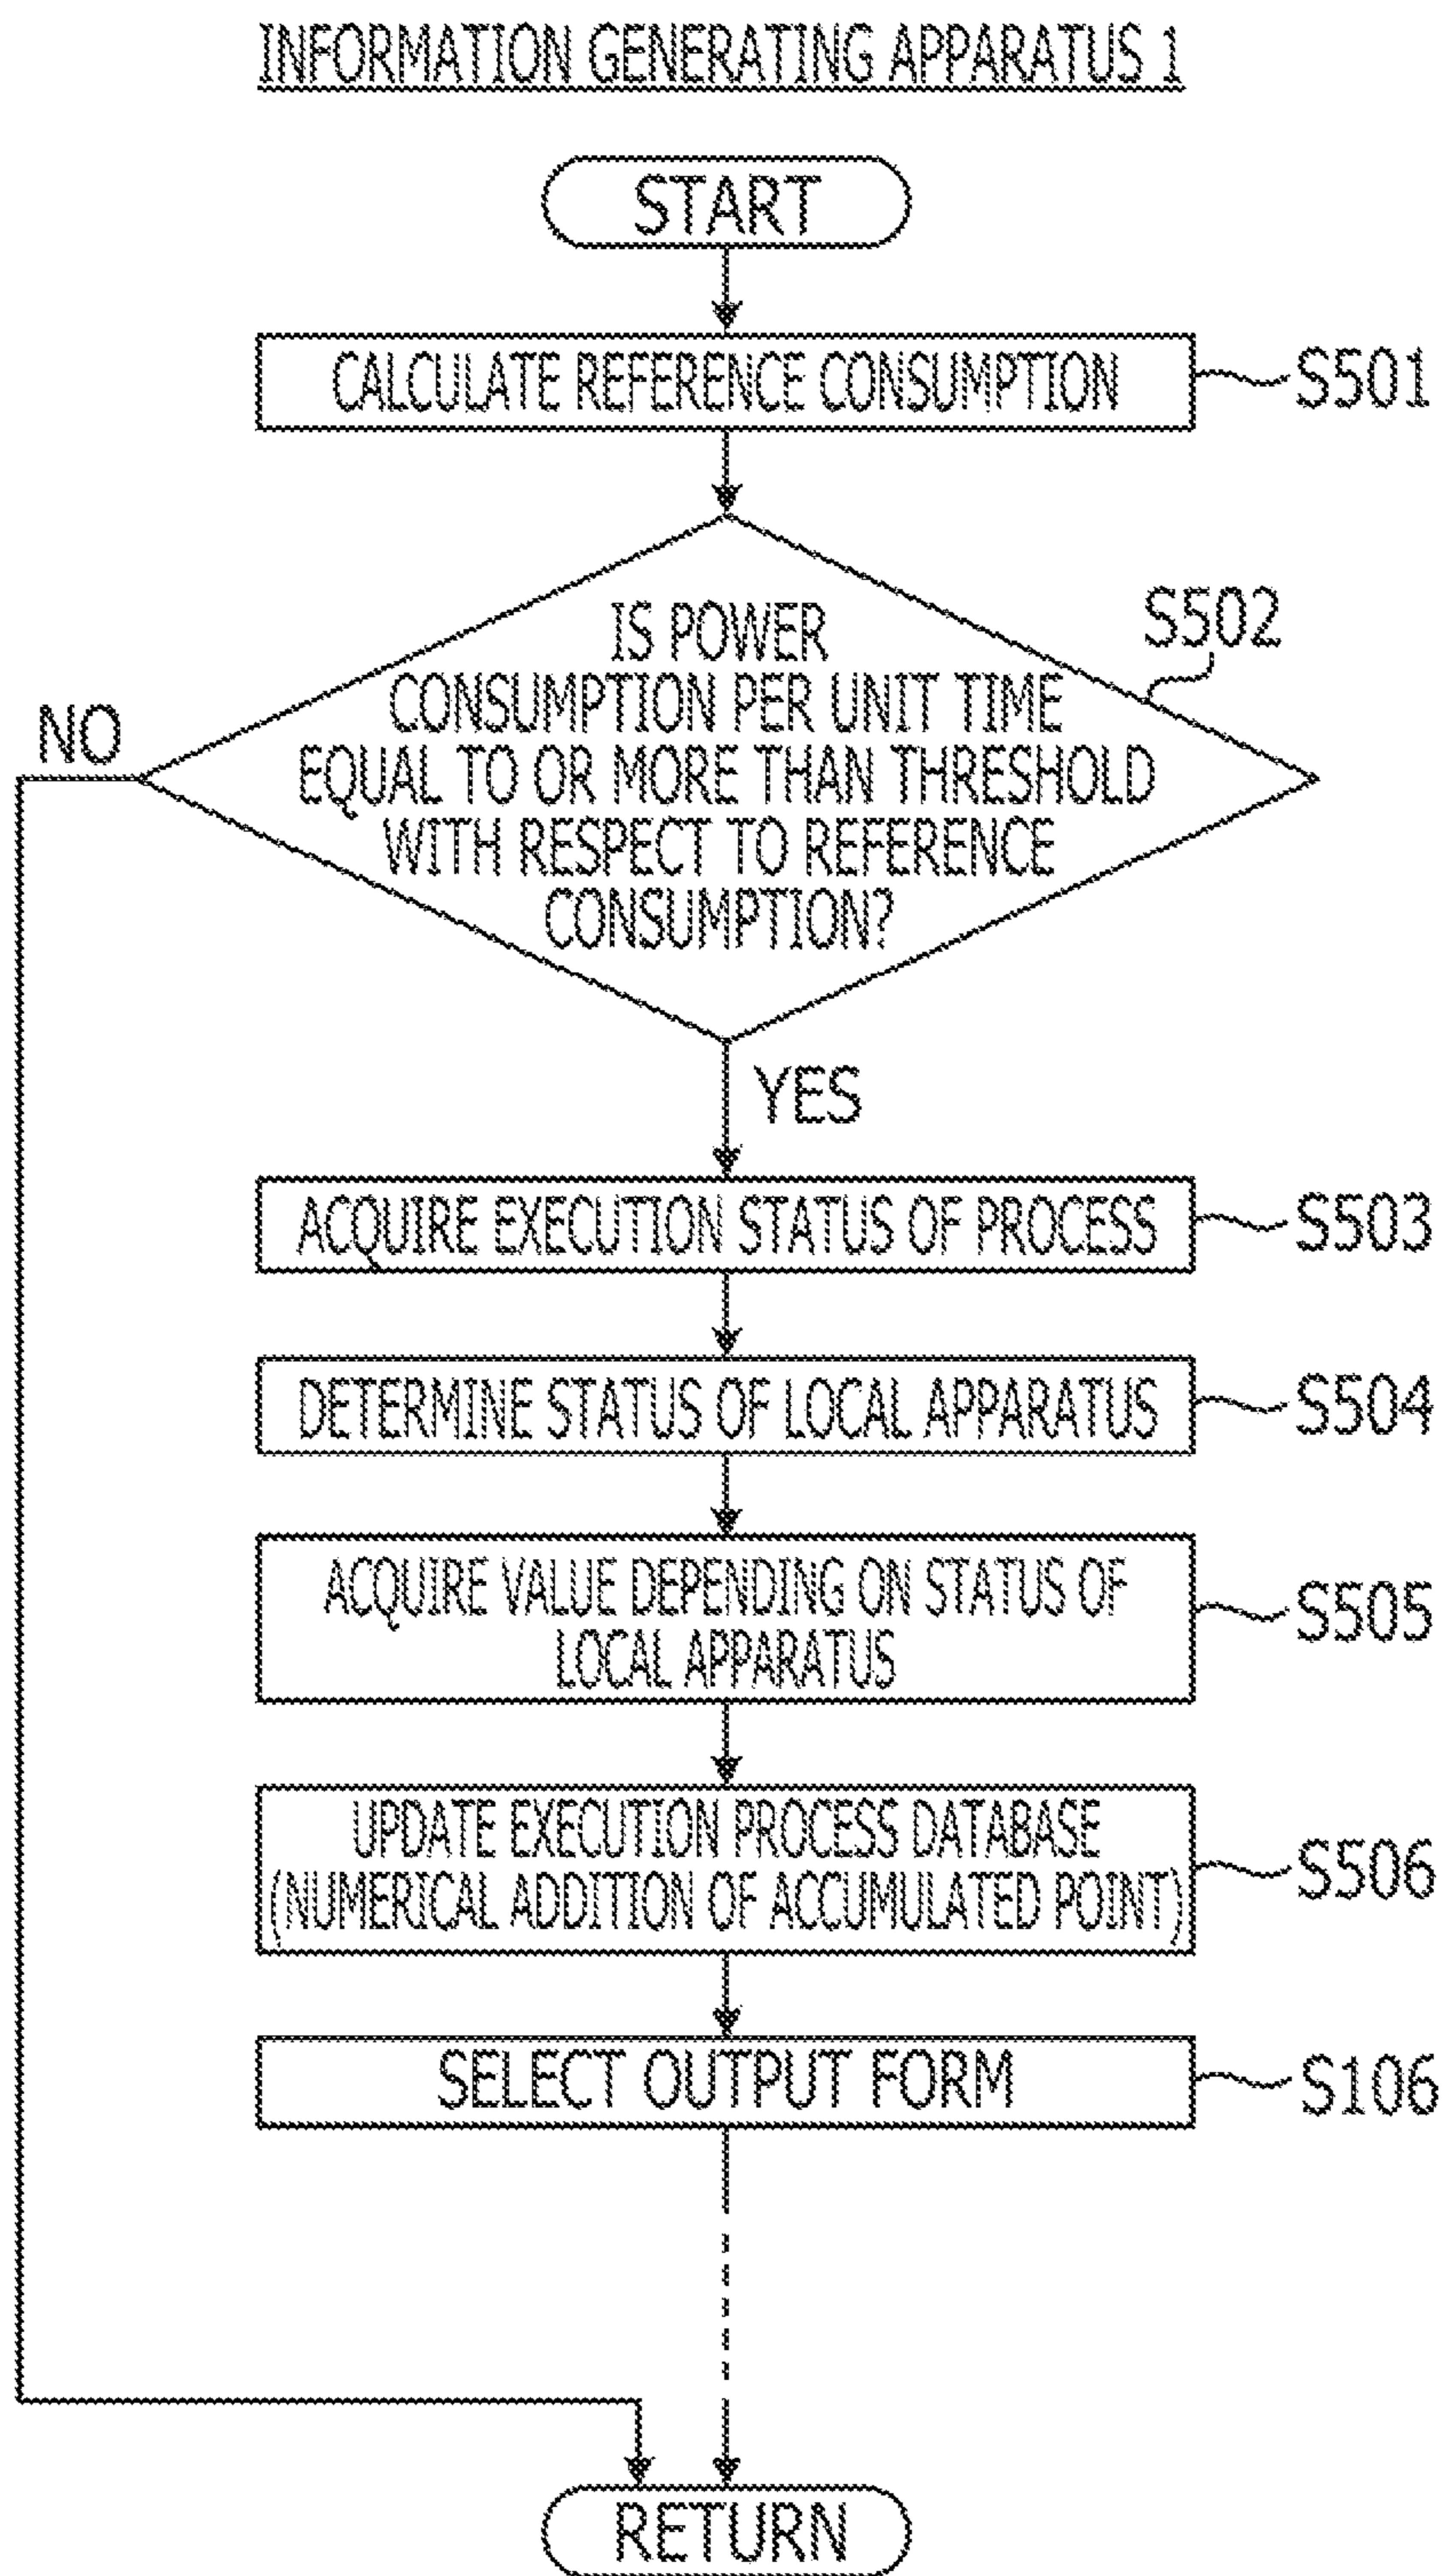 INFORMATION GENERATING APPARATUS 1
START
CALCULATE REFERENCE CONSUMPTION
S501
IS POWER
CONSUMPTION PER UNIT TIME
EQUAL TO OR MORE THAN THRESHOLD
WITH RESPECT TO REFERENCE
CONSUMPTION?
S502
NO
YES
ACQUIRE EXECUTION STATUS OF PROCESS
S503
DETERMINE STATUS OF LOCAL APPARATUS
S504
ACQUIRE VALUE DEPENDING ON STATUS OF
LOCAL APPARATUS
S505
UPDATE EXECUTION PROCESS DATABASE
(NUMERICAL ADDITION OF ACCUMULATED POINT)
S506
SELECT OUTPUT FORM
S106
RETURN